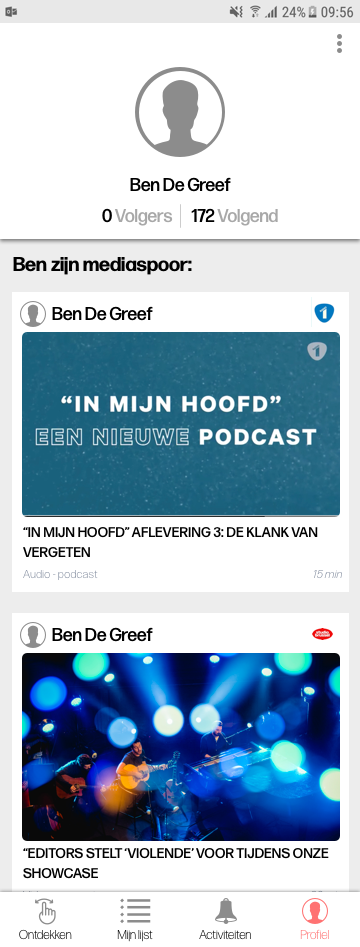 24% 09:56
Ben De Greef
0 Volgers 172 Volgend
Ben zijn mediaspoor:
Ben De Greef
1
1
“IN MIJN HOOFD”
EEN NIEUWE PODCAST
“IN MIJN HOOFD” AFLEVERING 3: DE KLANK VAN
VERGETEN
Audio - podcast 15 min
Ben De Greef
“EDITORS STELT ‘VIOLENDE’ VOOR TIJDENS ONZE
SHOWCASE
Ontdekken Mijn lijst Activiteiten Profiel